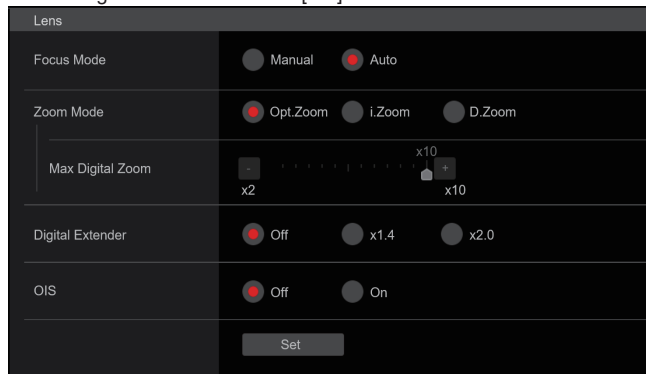 Lens
Focus Mode Manual Auto
Zoom Mode Opt.Zoom i.Zoom D.Zoom
x10
Max Digital Zoom - +
x2 x10
Digital Extender Off x1.4 x2.0
OIS Off On
Set